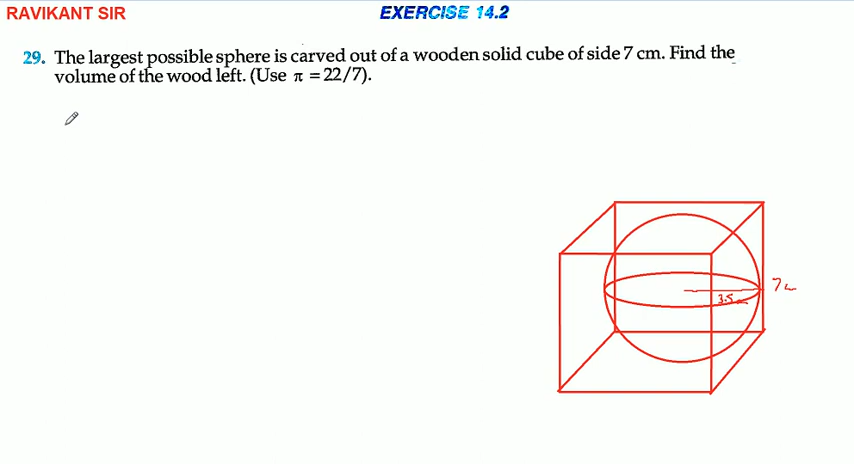 RAVIKANT SIR
EXERCISE 14.2
29. The largest possible sphere is carved out of a wooden solid cube of side 7 cm. Find the
volume of the wood left. (Use π = 22/7).
7
3.5